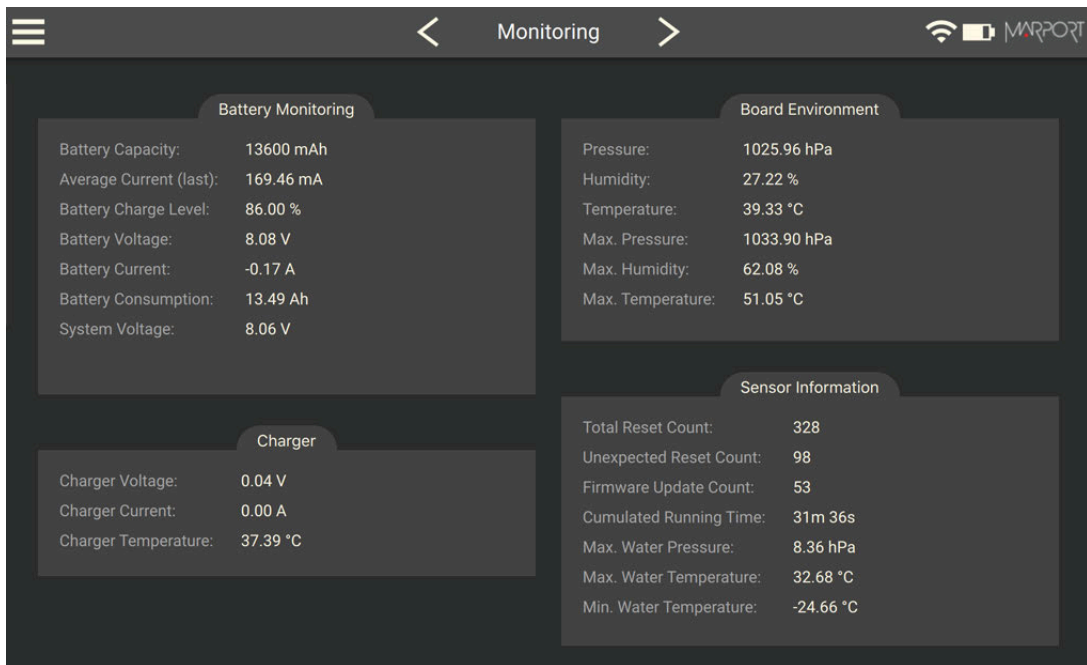 Monitoring
MARPORT
Battery Monitoring
Battery Capacity: 13600 mAh
Average Current (last): 169.46 mA
Battery Charge Level: 86.00 %
Battery Voltage: 8.08 V
Battery Current: -0.17 A
Battery Consumption: 13.49 Ah
System Voltage: 8.06 V
Charger
Charger Voltage: 0.04 V
Charger Current: 0.00 A
Charger Temperature: 37.39 °C
Board Environment
Pressure: 1025.96 hPa
Humidity: 27.22 %
Temperature: 39.33 °C
Max. Pressure: 1033.90 hPa
Max. Humidity: 62.08 %
Max. Temperature: 51.05 °C
Sensor Information
Total Reset Count: 328
Unexpected Reset Count: 98
Firmware Update Count: 53
Cumulated Running Time: 31m 36s
Max. Water Pressure: 8.36 hPa
Max. Water Temperature: 32.68 °C
Min. Water Temperature: -24.66 °C